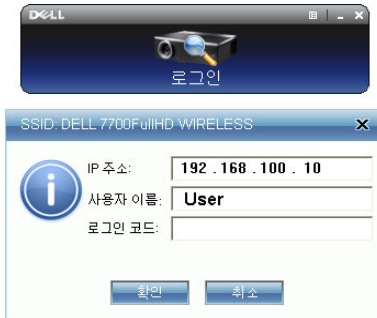 DELL
로그인
SSID: DELL 7700FullHD WIRELESS
IP 주소: 192 . 168 . 100 . 10
사용자 이름: User
로그인 코드:
확인 취소